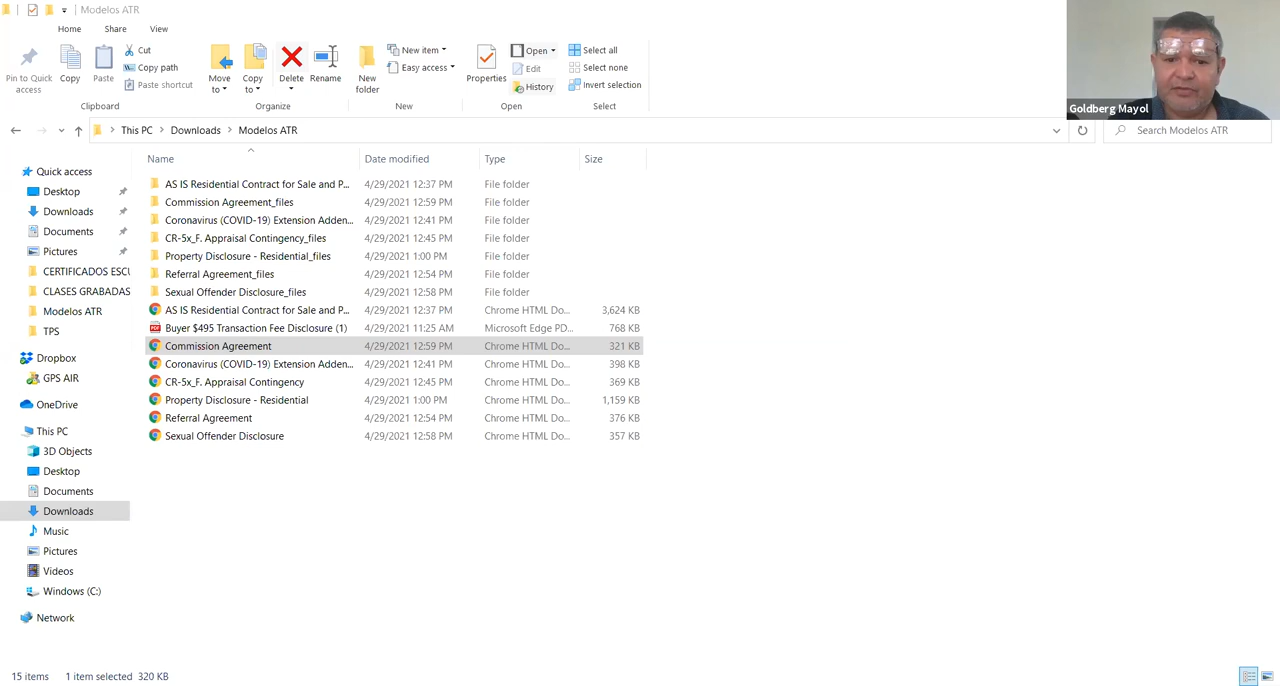 Modelos ATR
Home Share View
Pin to Quick access
Copy
Paste
Cut
Copy path
Paste shortcut
Clipboard
Move to
Copy to
Delete
Rename
Organize
New folder
New item
Easy access
New
Properties
Open
Edit
History
Open
Select all
Select none
Invert selection
Select
Goldberg Mayol
This PC Downloads Modelos ATR
Search Modelos ATR
Name Date modified Type Size
Quick access
Desktop
Downloads
Documents
Pictures
CERTIFICADOS ESCU
CLASES GRABADAS
Modelos ATR
TPS
Dropbox
GPS AIR
OneDrive
This PC
3D Objects
Desktop
Documents
Downloads
Music
Pictures
Videos
Windows (C:)
Network
AS IS Residential Contract for Sale and P... 4/29/2021 12:37 PM File folder
Commission Agreement_files 4/29/2021 12:59 PM File folder
Coronavirus (COVID-19) Extension Adden... 4/29/2021 12:41 PM File folder
CR-5x_F. Appraisal Contingency_files 4/29/2021 12:45 PM File folder
Property Disclosure - Residential_files 4/29/2021 1:00 PM File folder
Referral Agreement_files 4/29/2021 12:54 PM File folder
Sexual Offender Disclosure_files 4/29/2021 12:58 PM File folder
AS IS Residential Contract for Sale and P... 4/29/2021 12:37 PM Chrome HTML Do... 3,624 KB
Buyer $495 Transaction Fee Disclosure (1) 4/29/2021 11:25 AM Microsoft Edge PD... 768 KB
Commission Agreement 4/29/2021 12:59 PM Chrome HTML Do... 321 KB
Coronavirus (COVID-19) Extension Adden... 4/29/2021 12:41 PM Chrome HTML Do... 398 KB
CR-5x_F. Appraisal Contingency 4/29/2021 12:45 PM Chrome HTML Do... 369 KB
Property Disclosure - Residential 4/29/2021 1:00 PM Chrome HTML Do... 1,159 KB
Referral Agreement 4/29/2021 12:54 PM Chrome HTML Do... 376 KB
Sexual Offender Disclosure 4/29/2021 12:58 PM Chrome HTML Do... 357 KB
15 items 1 item selected 320 KB